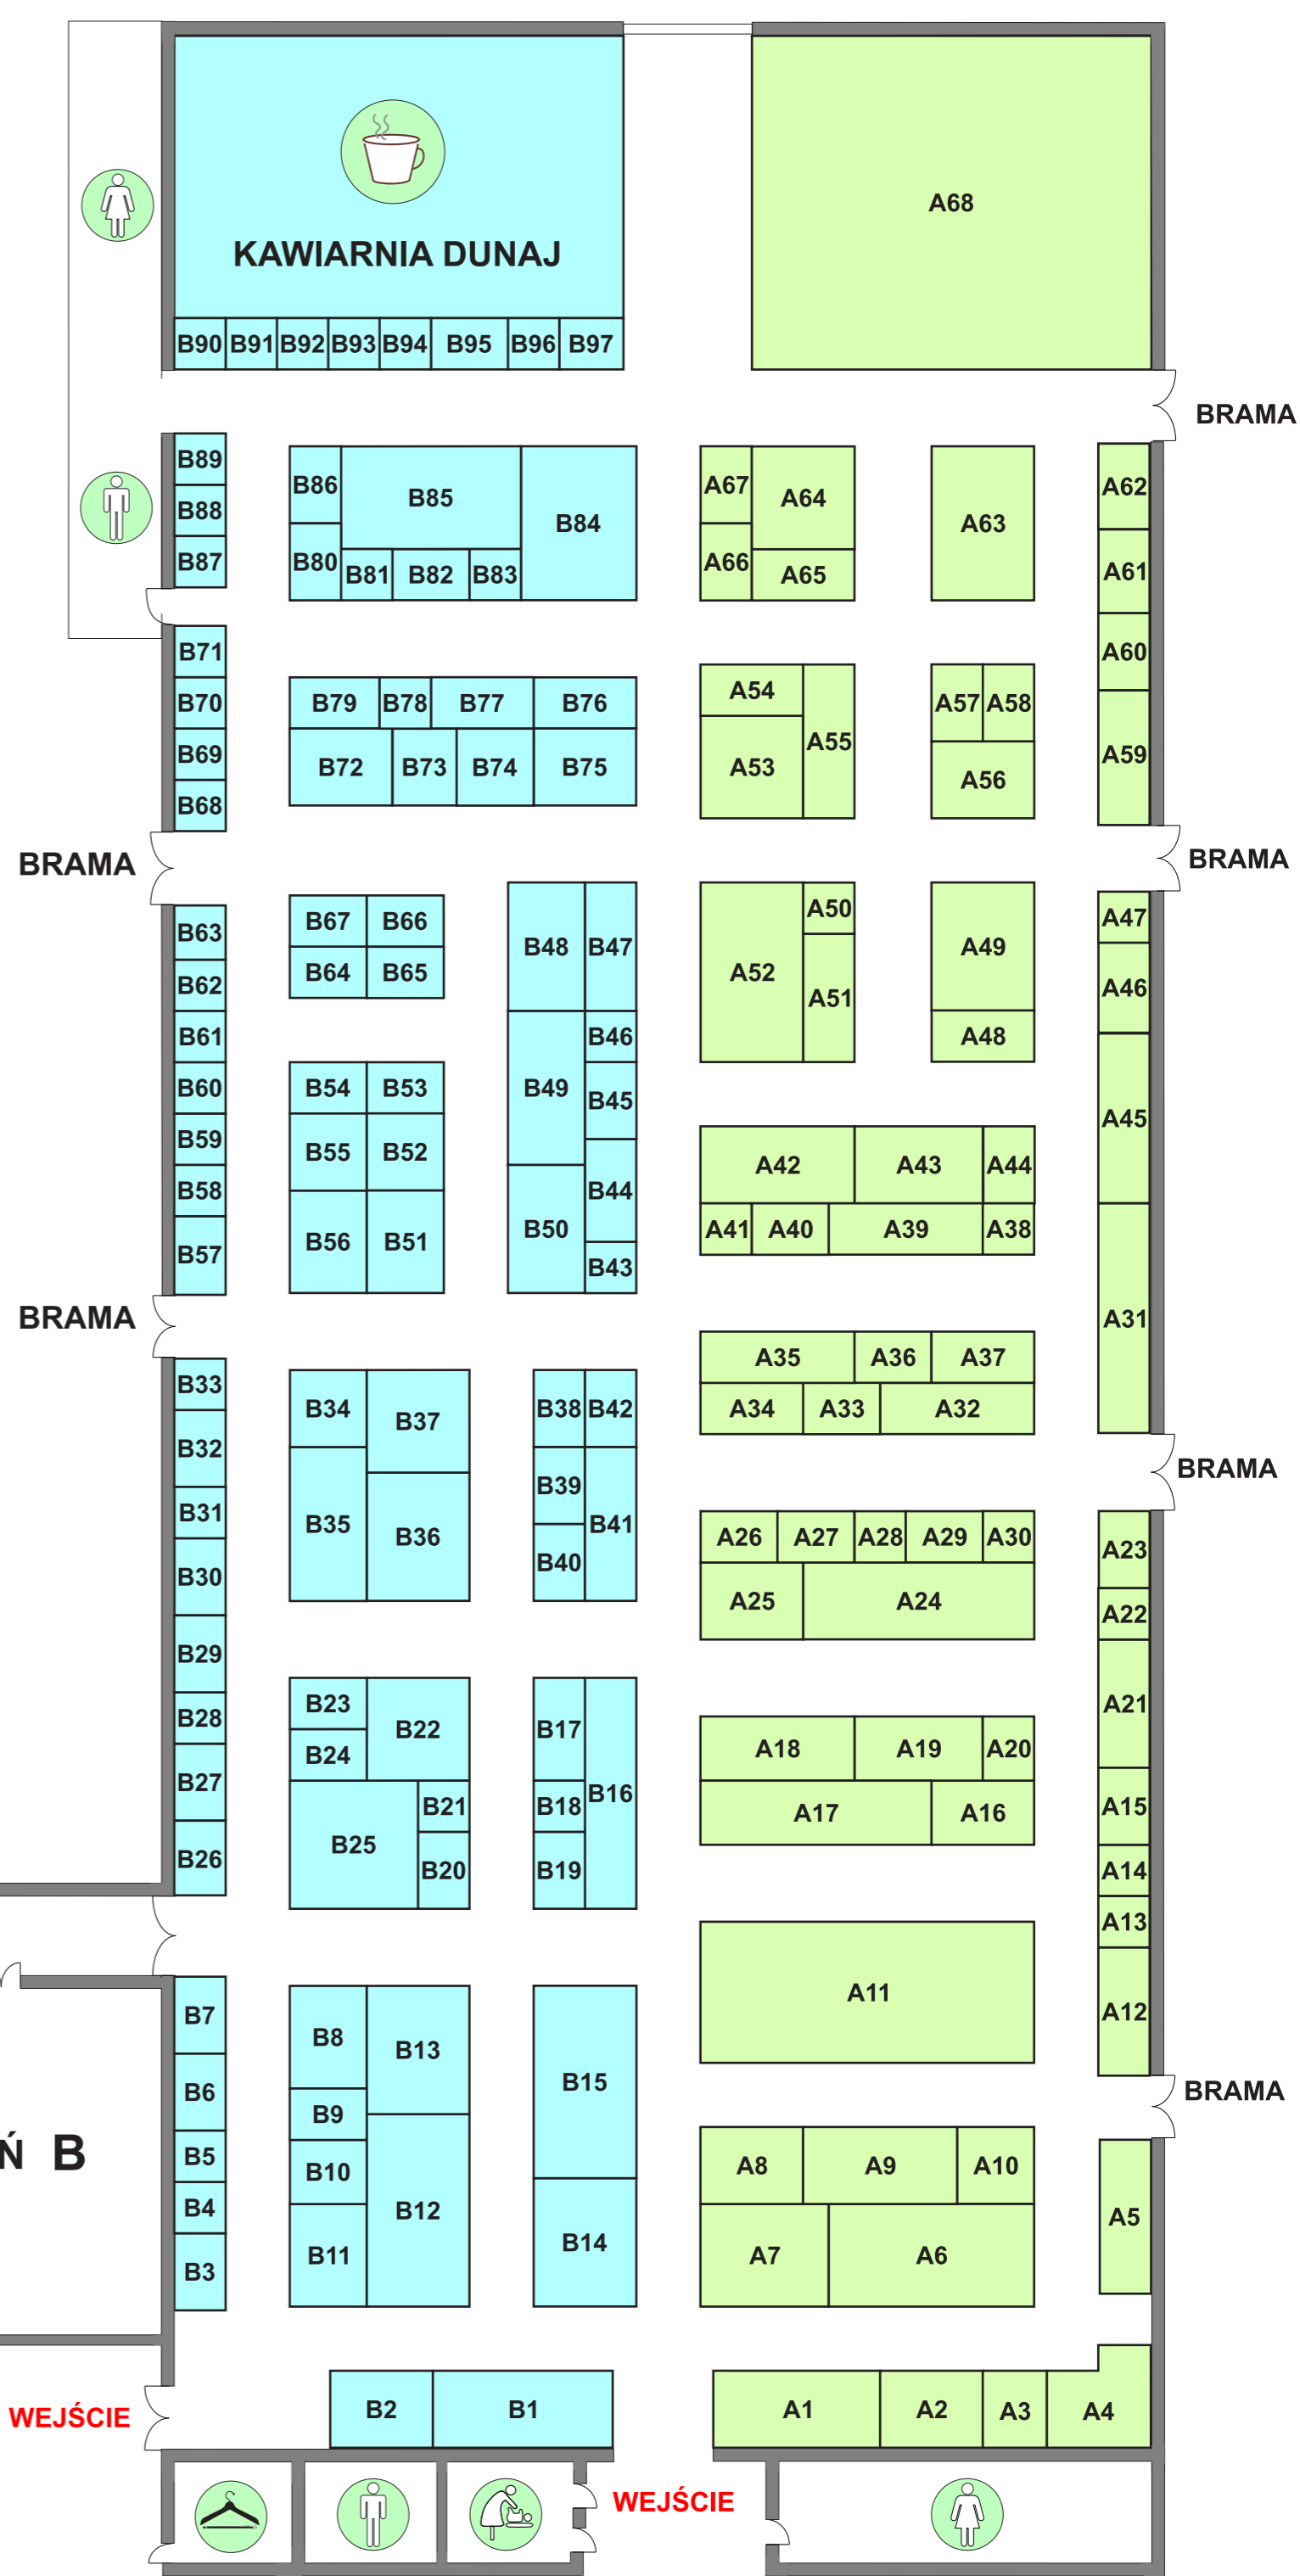 A68
KAWIARNIA DUNAJ
B90 B91 B92 B93 B94 B95 B96 B97
BRAMA
B89 B86 B85 B84 A67 A64 A63 A62
B88
B87 B80 B81 B82 B83 A66 A65 A61
B71 A60
B70 B79 B78 B77 B76 A54 A55 A57 A58 A59
B69 B72 B73 B74 B75 A53 A56
B68
BRAMA BRAMA
B63 B67 B66 B48 B47 A52 A50 A49 A47
B62 B64 B65 A51 A46
B61 B46 A48
B60 B54 B53 B49 B45 A45
B59 B55 B52 A42 A43 A44
B58 B44
B57 B56 B51 B50 B43 A41 A40 A39 A38
BRAMA A31
B33 B34 B37 B38 B42 A35 A36 A37
B32 A34 A33 A32
BRAMA
B31 B35 B36 B39 B41 A26 A27 A28 A29 A30 A23
B30 B40 A25 A24 A22
B29
B28 B23 B22 B17 A18 A19 A20 A21
B27 B24 B16
B21 B18 A17 A16 A15
B26 B25 B20 B19 A14
A13
B7 B8 B13 B15 A11 A12
B6 BRAMA
B9
Ń B
B5 B10 A8 A9 A10
B4 B12 A5
B3 B11 B14 A7 A6
WEJŚCIE B2 B1 A1 A2 A3 A4
WEJŚCIE